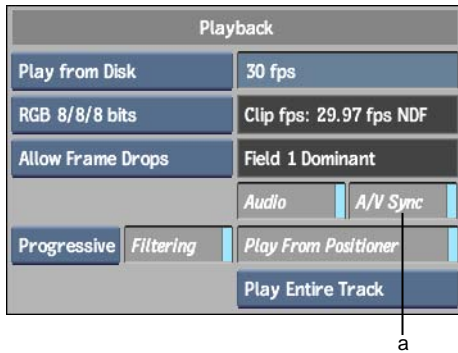 Playback
Play from Disk
30 fps
RGB 8/8/8 bits
Clip fps: 29.97 fps NDF
Allow Frame Drops
Field 1 Dominant
Audio
A/V Sync
Progressive
Filtering
Play From Positioner
Play Entire Track
a